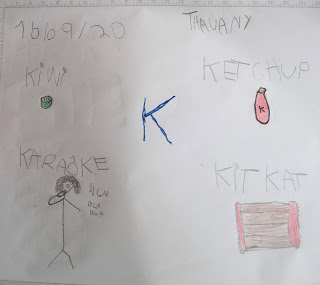 16/09/20
THAUANY
KIWI
KETCHUP
K
K
KARAOKE
KIT KAT